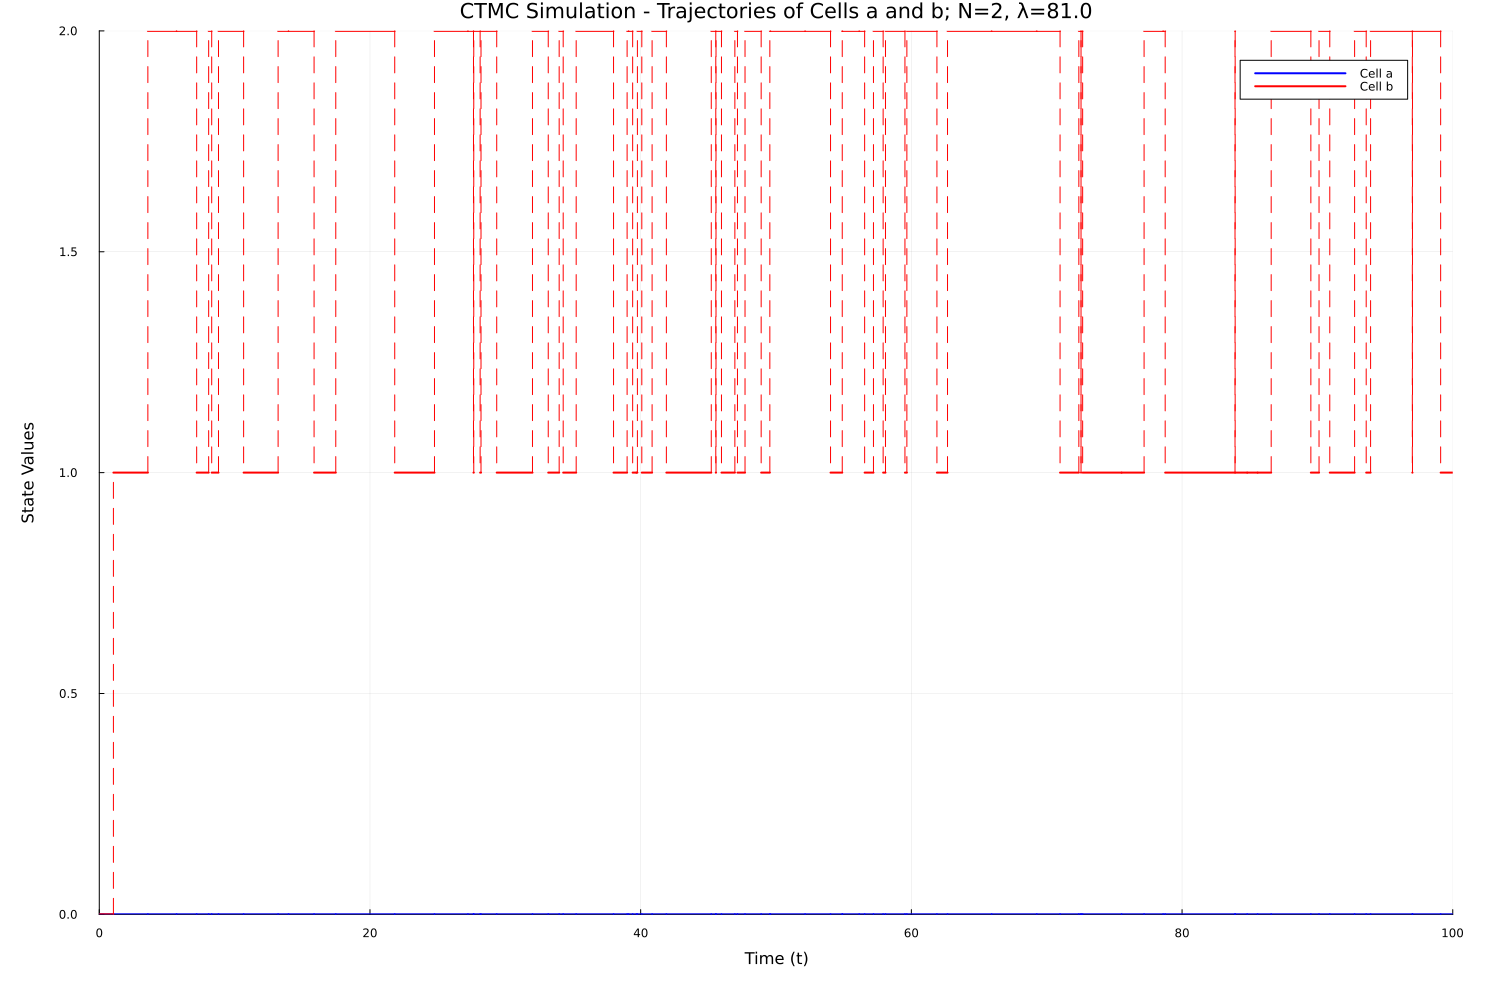 CTMC Simulation - Trajectories of Cells a and b; N=2, λ=81.0
2.0
Cell a
Cell b
1.5
State Values
1.0
0.5
0.0
0 20 40 60 80 100
Time (t)